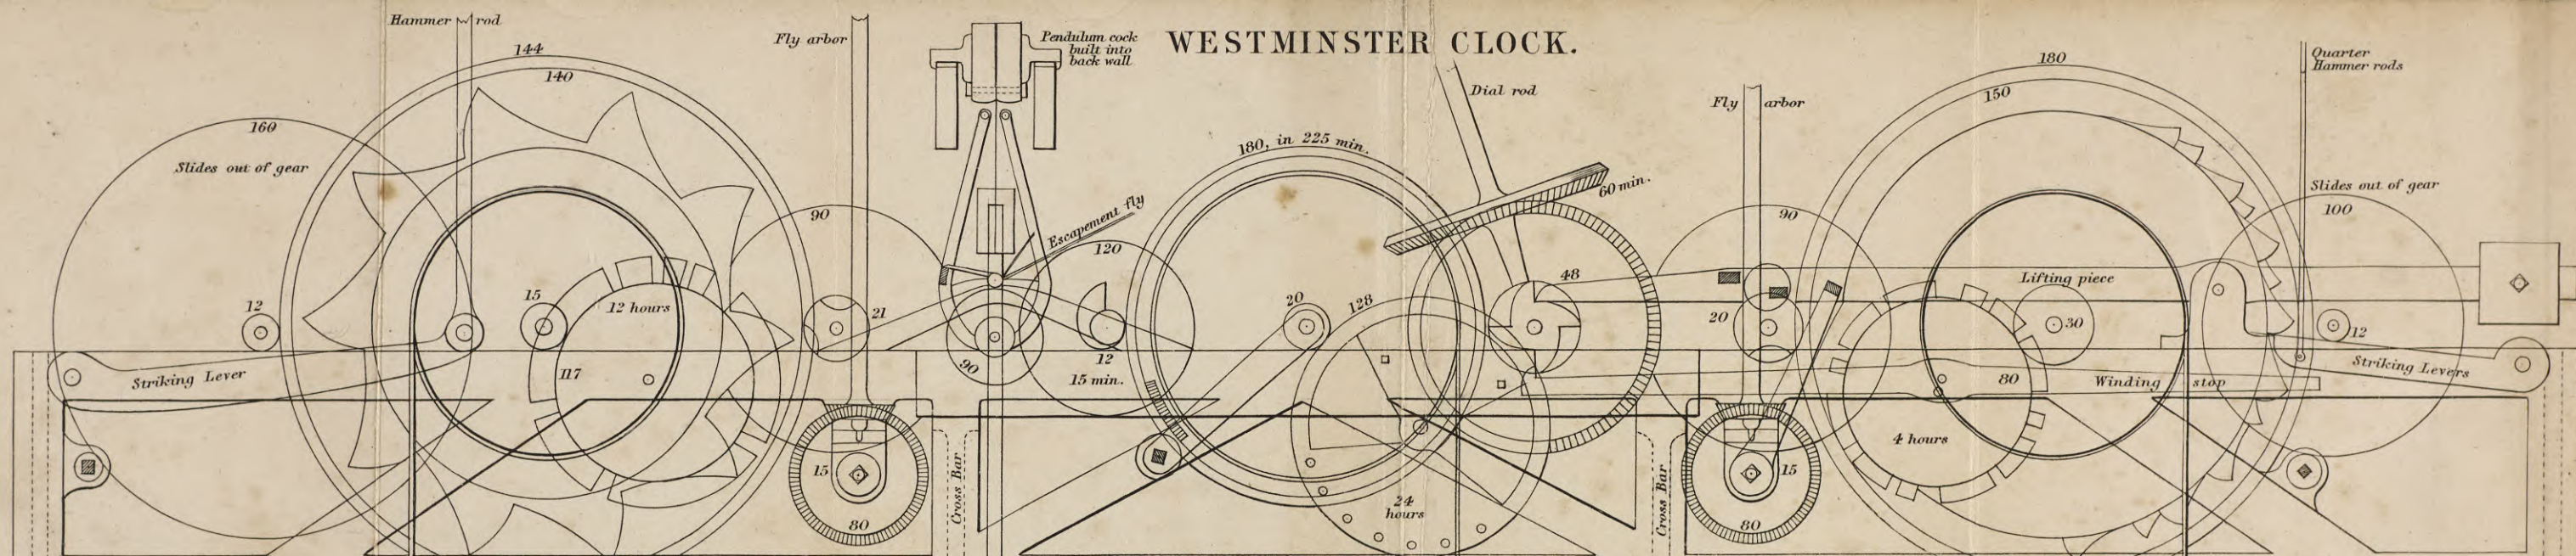 Hammer rod
144
140
160
Slides out of gear
12
15
12 hours
117
Striking Lever
Fly arbor
90
21
15
80
Pendulum cock
built into
back wall
WESTMINSTER CLOCK.
Escapement fly
120
90
12
15 min.
Cross Bar
180, in 225 min.
20
128
24
hours
Dial rod
60 min.
48
Fly arbor
90
20
15
80
Cross Bar
180
150
Lifting piece
30
80
Winding stop
4 hours
Quarter
Hammer rods
Slides out of gear
100
12
Striking Levers